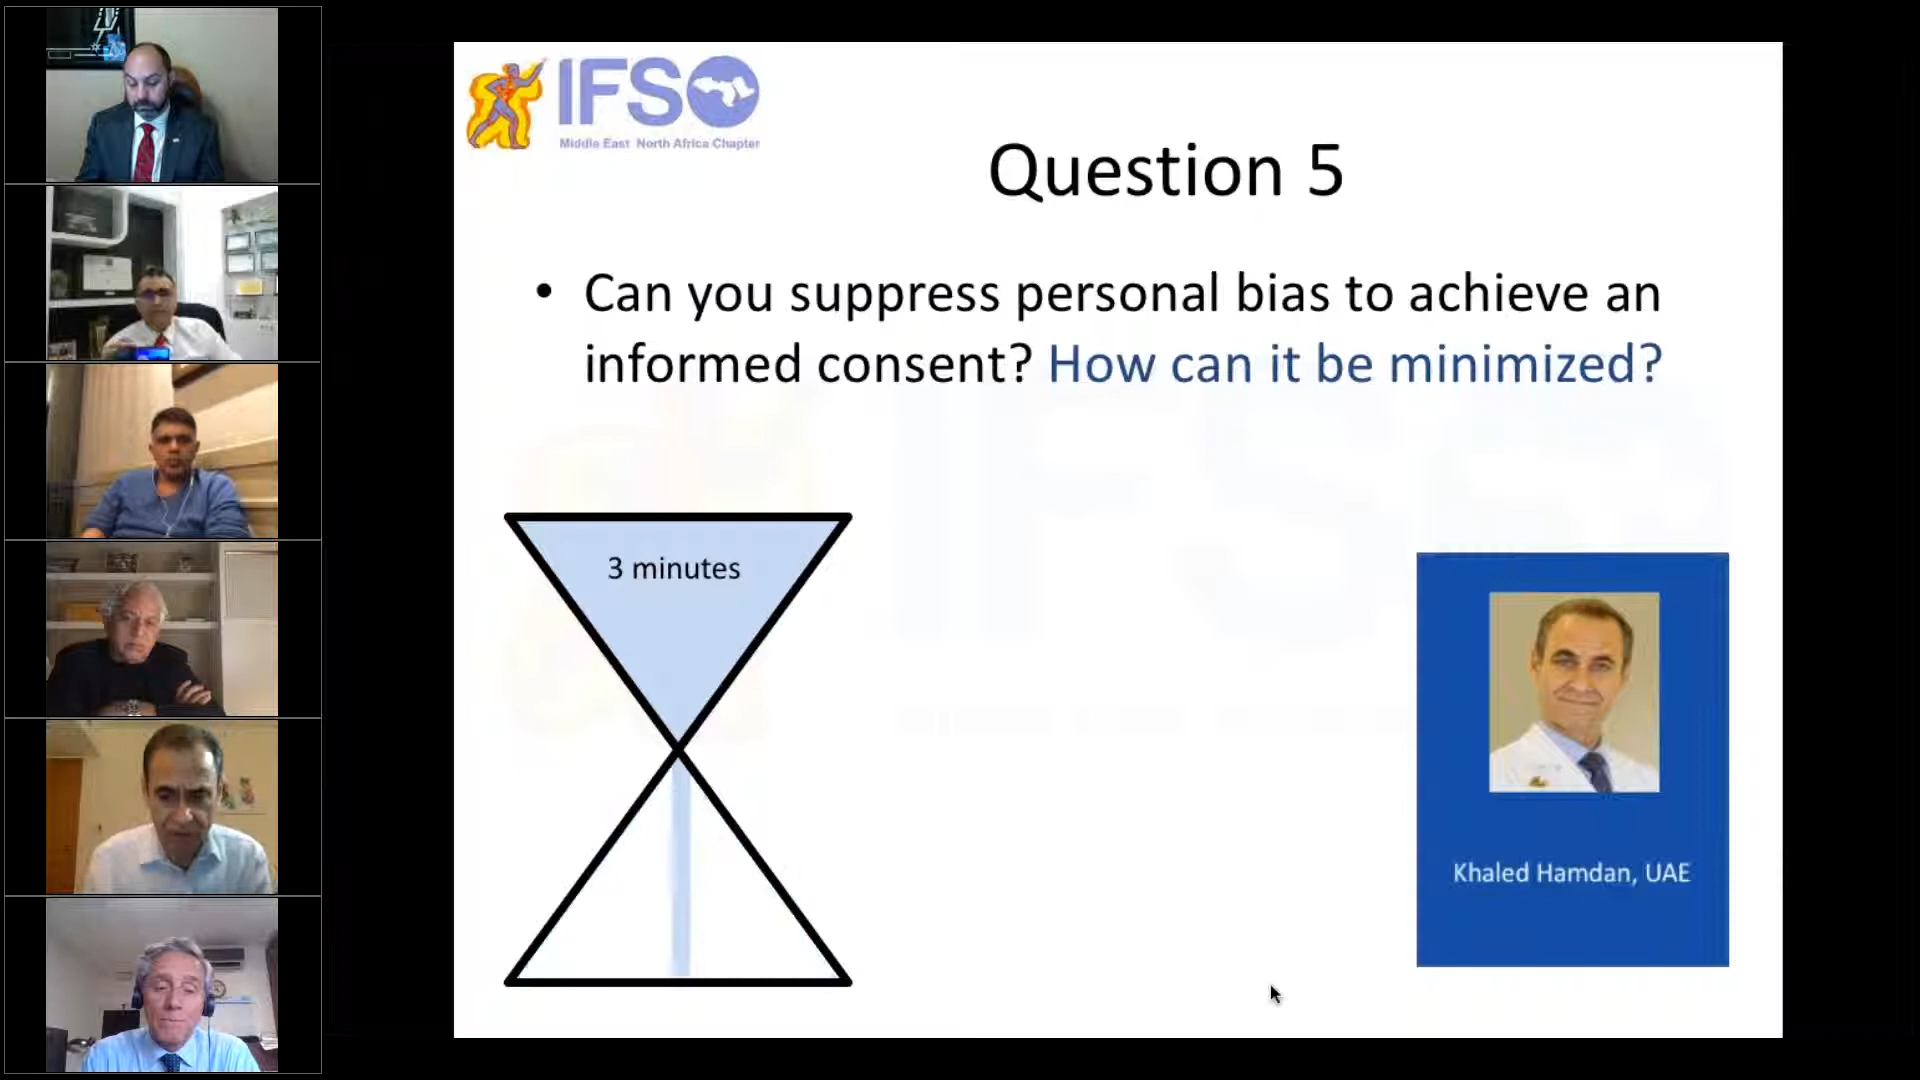 IFSO
Middle East North Africa Chapter
Question 5
• Can you suppress personal bias to achieve an
informed consent? How can it be minimized?
3 minutes
Khaled Hamdan, UAE